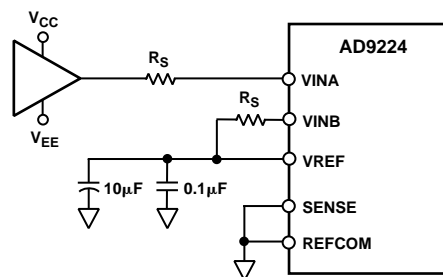 VCC
AD9224
RS
VINA
RS
VINB
VEE
VREF
10µF
0.1µF
SENSE
REFCOM